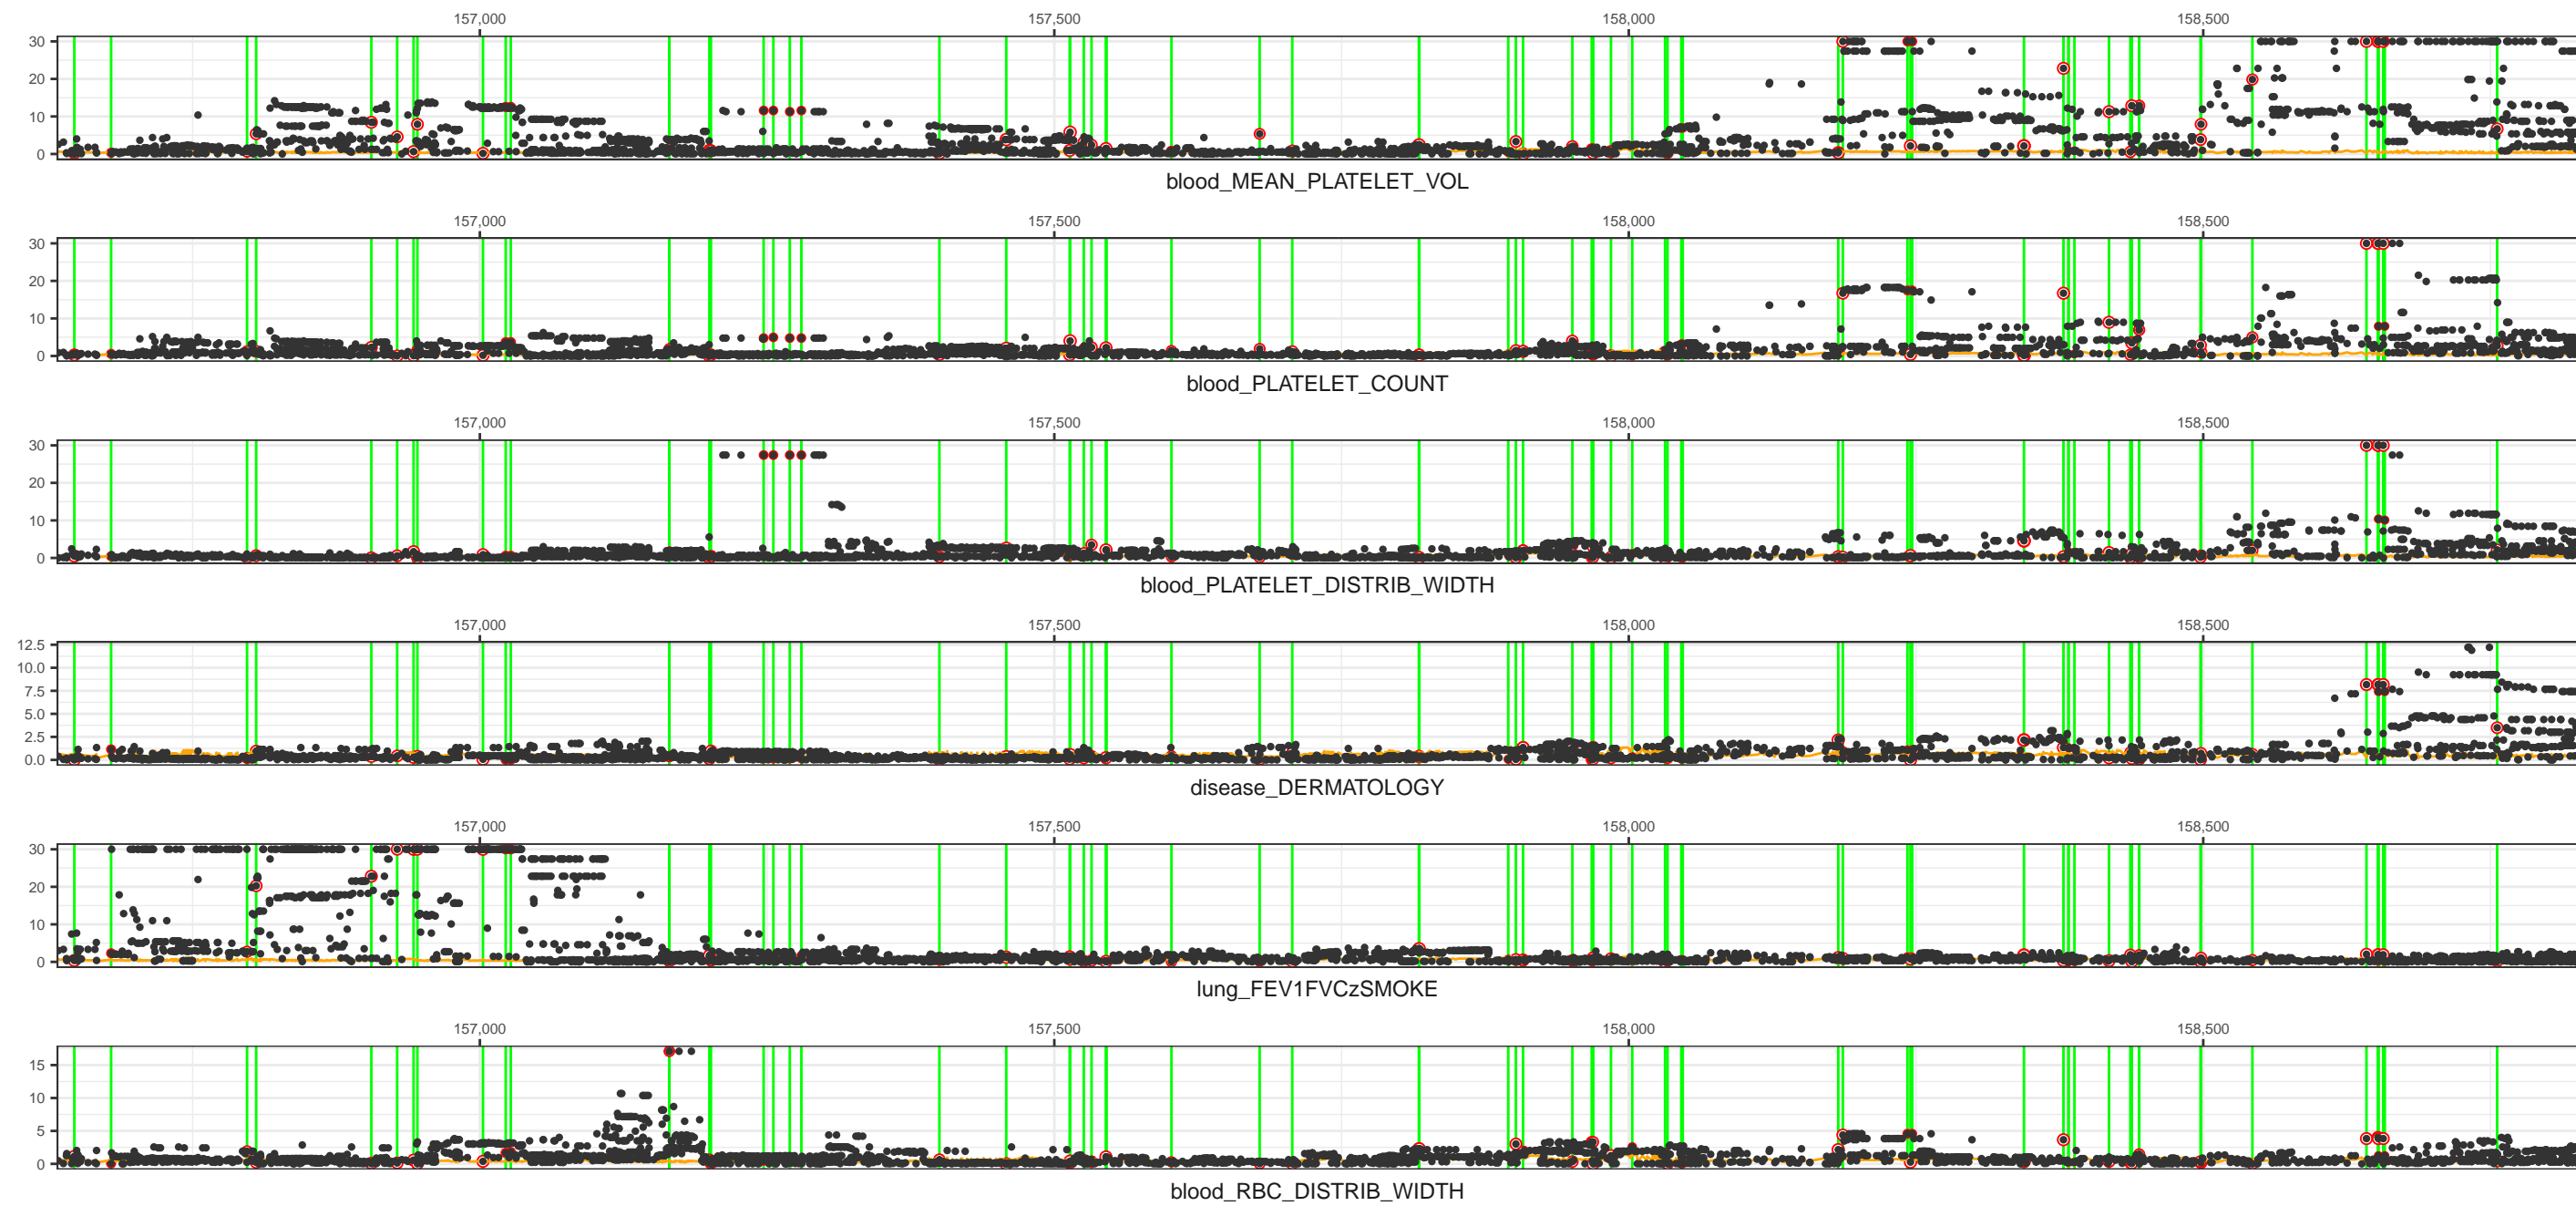 157,000 157,500 158,000 158,500
30
20
10
0
blood_MEAN_PLATELET_VOL
157,000 157,500 158,000 158,500
30
20
10
0
blood_PLATELET_COUNT
157,000 157,500 158,000 158,500
30
20
10
0
blood_PLATELET_DISTRIB_WIDTH
157,000 157,500 158,000 158,500
12.5
10.0
7.5
5.0
2.5
0.0
disease_DERMATOLOGY
157,000 157,500 158,000 158,500
30
20
10
0
lung_FEV1FVCzSMOKE
157,000 157,500 158,000 158,500
15
10
5
0
blood_RBC_DISTRIB_WIDTH